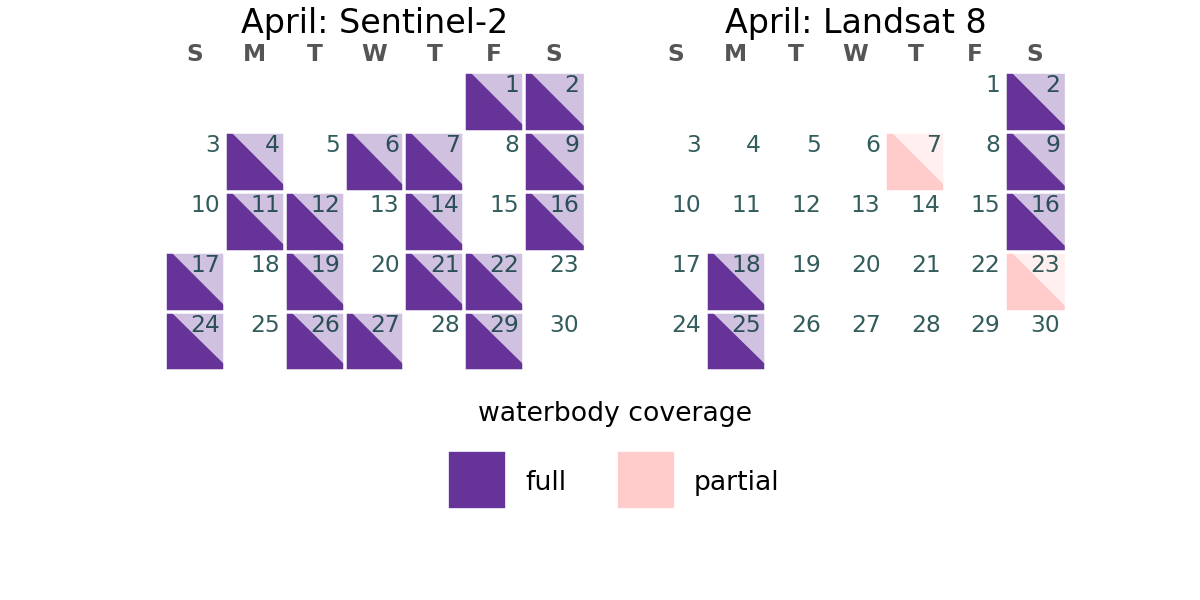 April: Sentinel-2
S M T W T F S
1 2
3 4 5 6 7 8 9
10 11 12 13 14 15 16
17 18 19 20 21 22 23
24 25 26 27 28 29 30
April: Landsat 8
S M T W T F S
1 2
3 4 5 6 7 8 9
10 11 12 13 14 15 16
17 18 19 20 21 22 23
24 25 26 27 28 29 30
waterbody coverage
full
partial